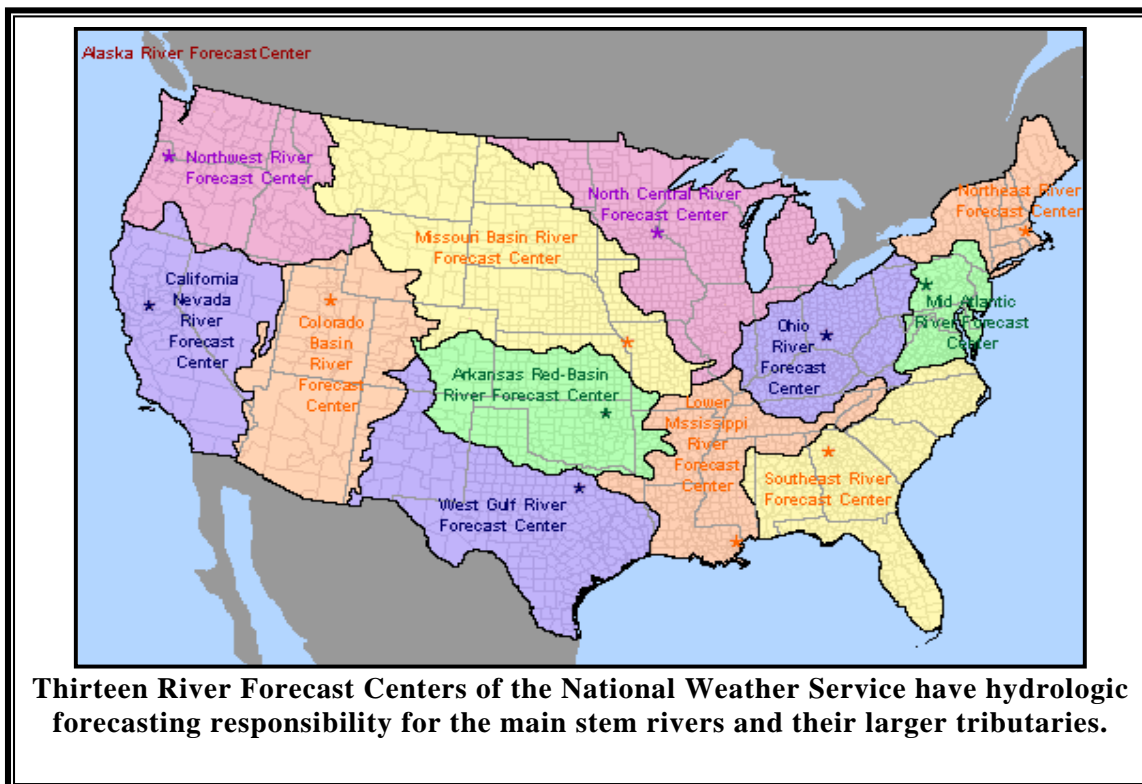 Alaska River Forecast Center
Northwest River
Forecast Center
North Central River
Forecast Center
Northeast River
Forecast Center
Missouri Basin River
Forecast Center
California
Nevada
River
Forecast
Center
Colorado
Basin
River
Forecast
Center
Ohio
River
Forecast
Center
Mid-Atlantic
River Forecast
Center
Arkansas Red-Basin
River Forecast Center
Lower
Mississippi
River
Forecast
Center
Southeast River
Forecast Center
West Gulf River
Forecast Center
Thirteen River Forecast Centers of the National Weather Service have hydrologic
forecasting responsibility for the main stem rivers and their larger tributaries.